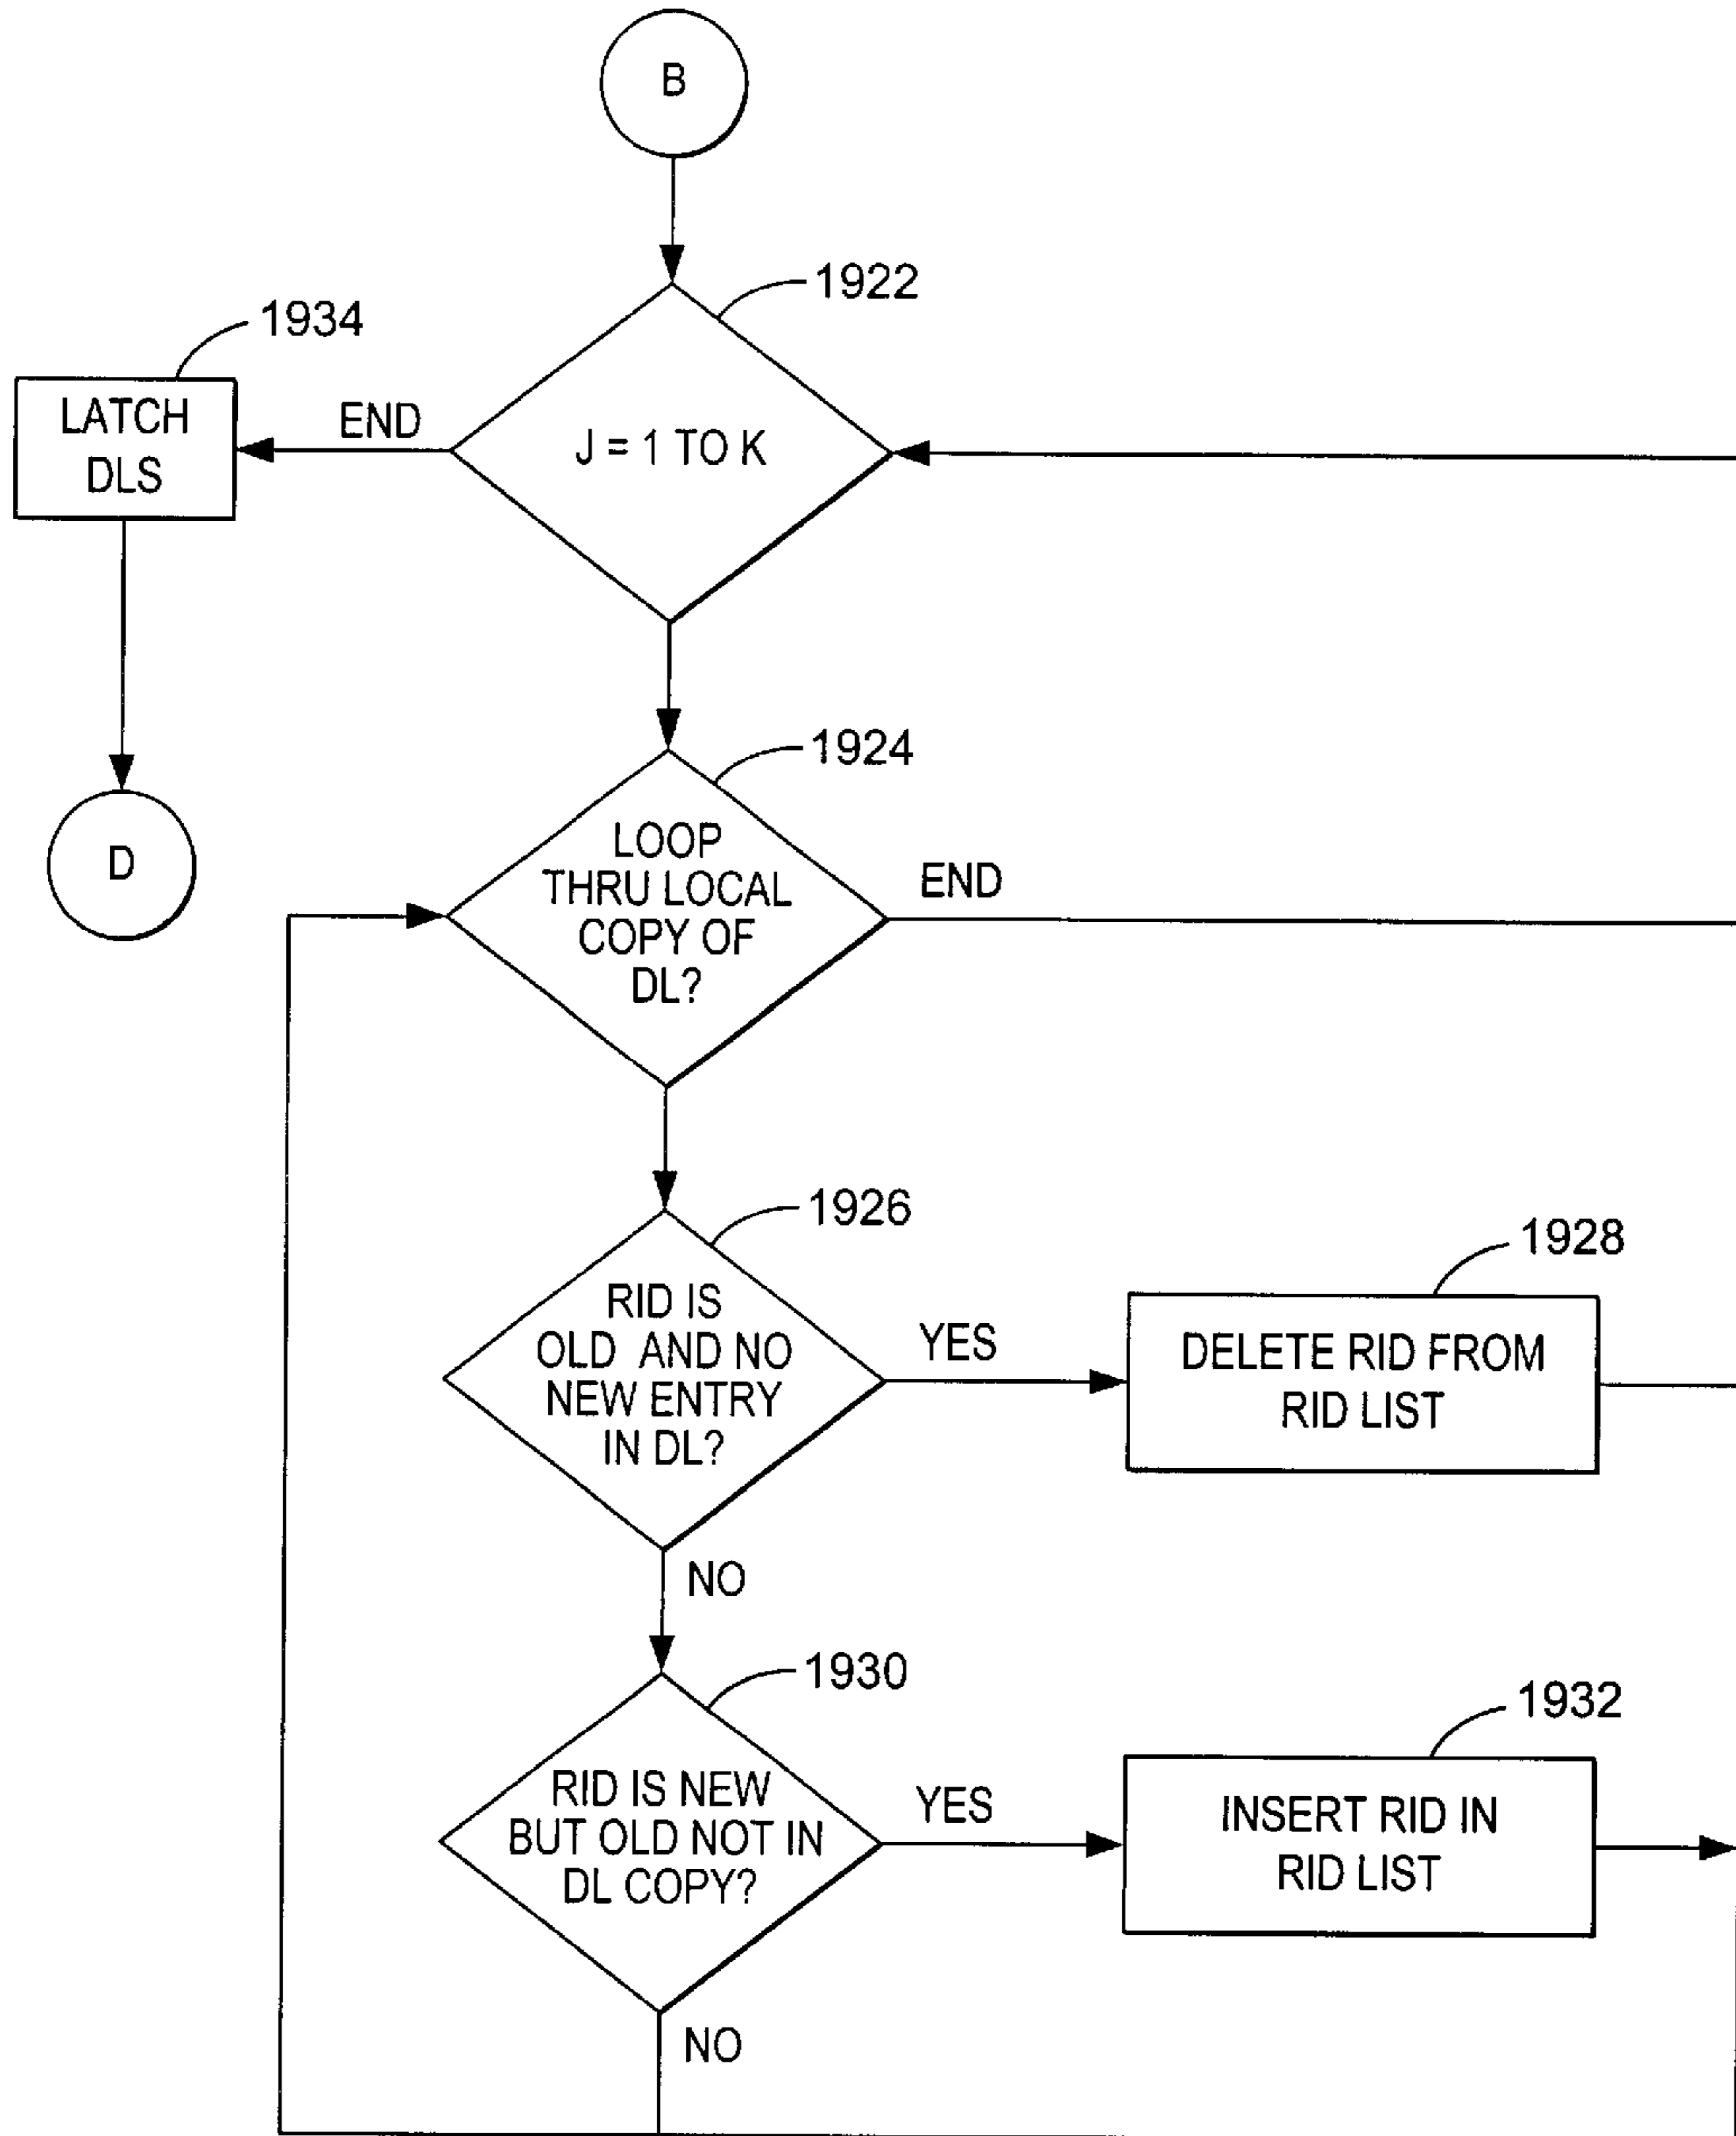 B
1922
1934
LATCH
DLS
END
J = 1 TO K
1924
D
LOOP
THRU LOCAL
COPY OF
DL?
END
1926
RID IS
OLD AND NO
NEW ENTRY
IN DL?
YES
1928
DELETE RID FROM
RID LIST
NO
1930
RID IS NEW
BUT OLD NOT IN
DL COPY?
YES
1932
INSERT RID IN
RID LIST
NO